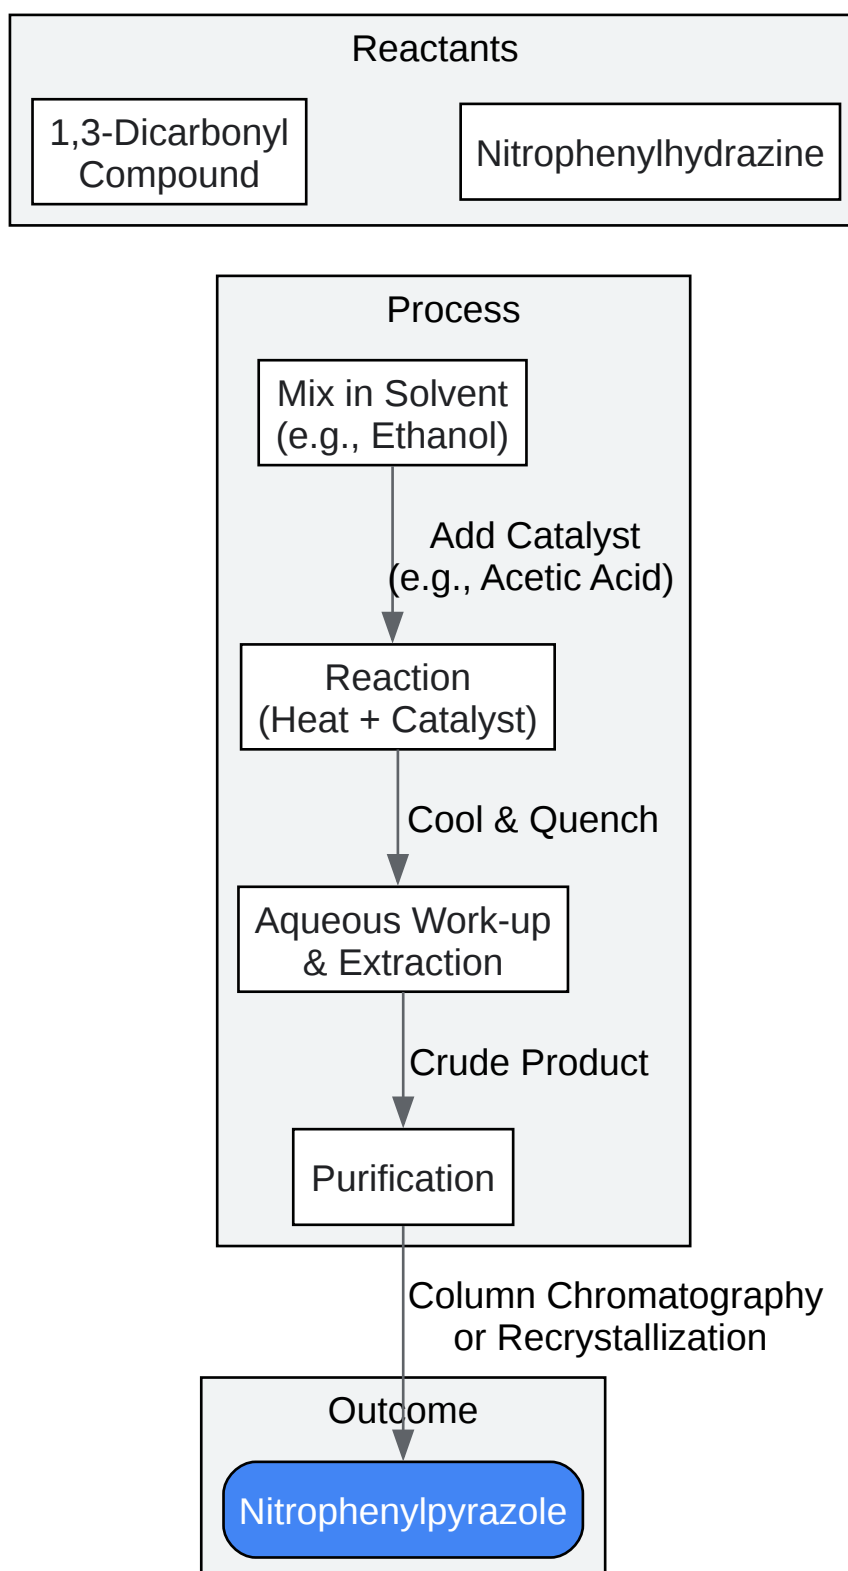 Reactants
1,3-Dicarbonyl
Compound
Nitrophenylhydrazine
Process
Mix in Solvent
(e.g., Ethanol)
Add Catalyst
(e.g., Acetic Acid)
Reaction
(Heat + Catalyst)
Cool & Quench
Aqueous Work-up
& Extraction
Crude Product
Purification
Column Chromatography
or Recrystallization
Outcome
Nitrophenylpyrazole